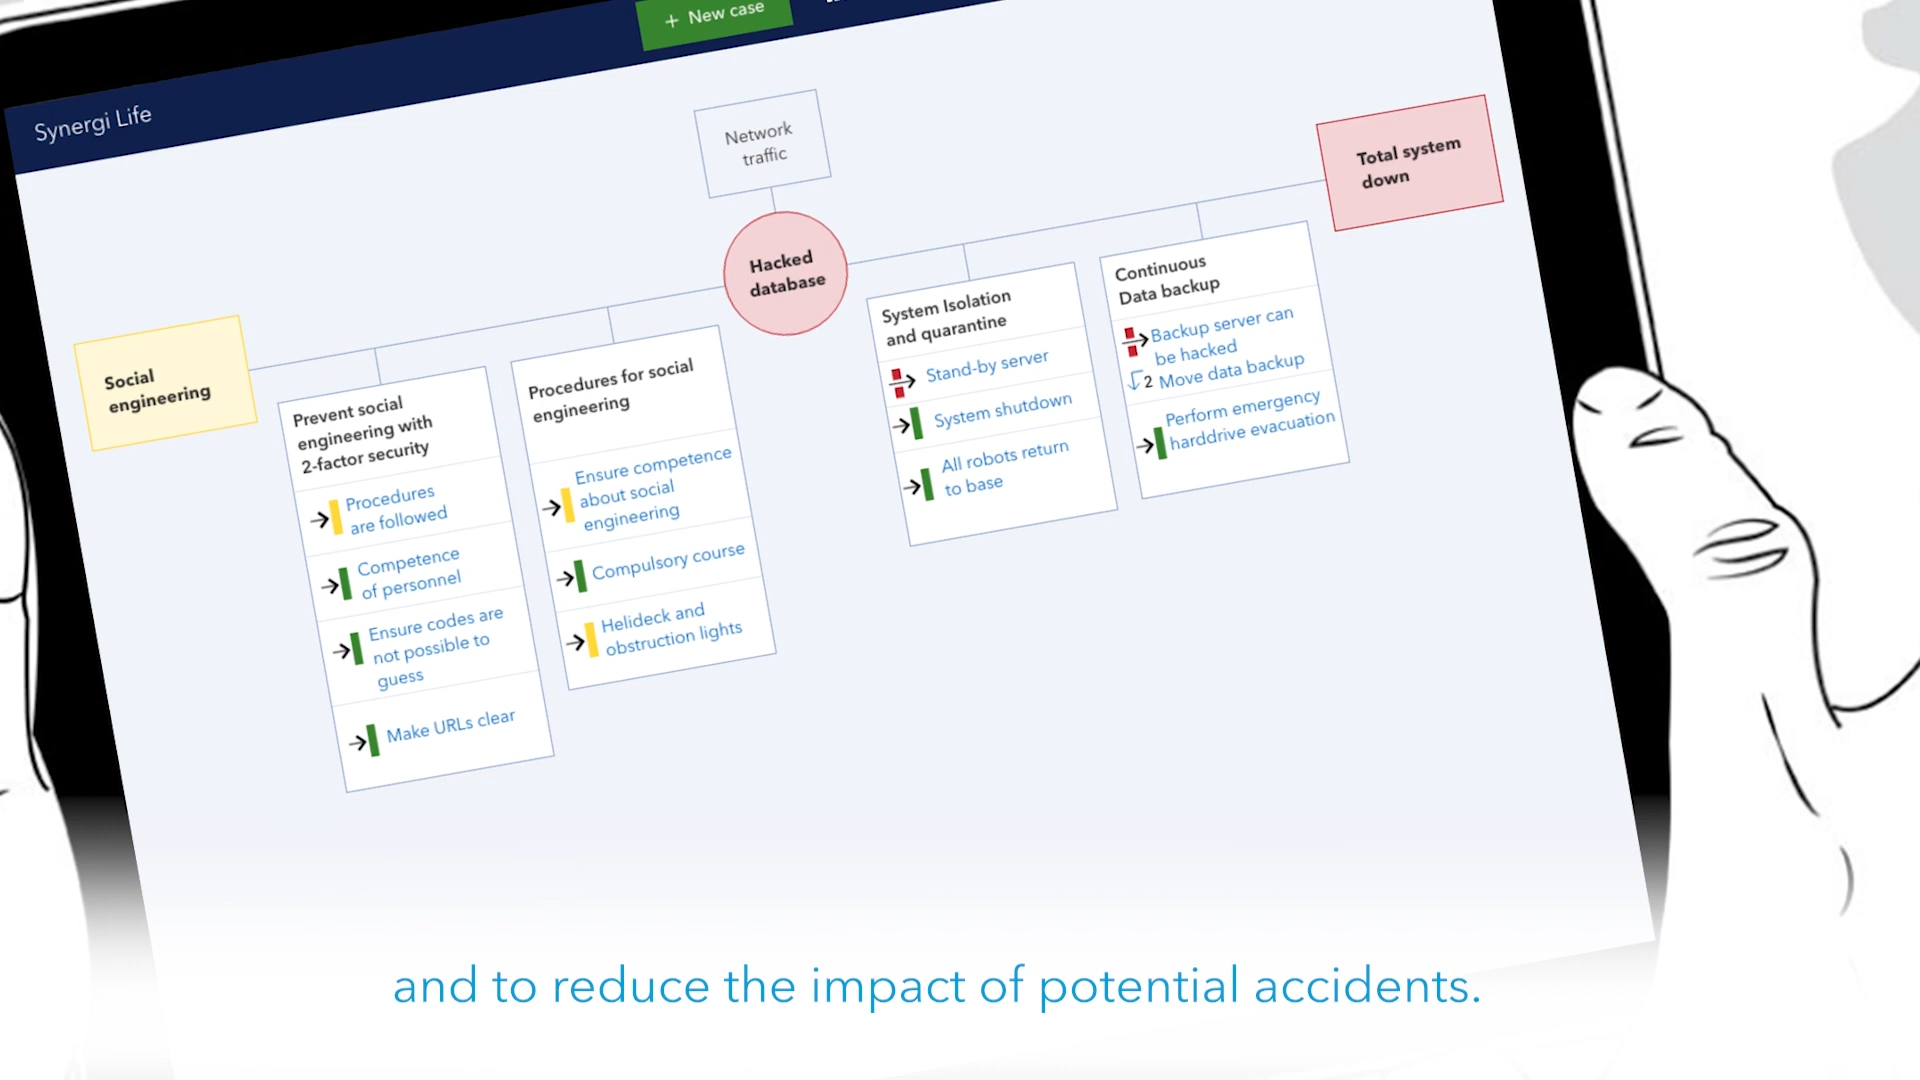 + New case
Synergi Life
Network
traffic
Total system
down
Hacked
database
Social
engineering
Prevent social
engineering with
2-factor security
Procedures
are followed
Competence
of personnel
Ensure codes are
not possible to
guess
Make URLs clear
Procedures for social
engineering
Ensure competence
about social
engineering
Compulsory course
Helideck and
obstruction lights
System Isolation
and quarantine
Stand-by server
System shutdown
All robots return
to base
Continuous
Data backup
Backup server can
be hacked
2 Move data backup
Perform emergency
harddrive evacuation
and to reduce the impact of potential accidents.